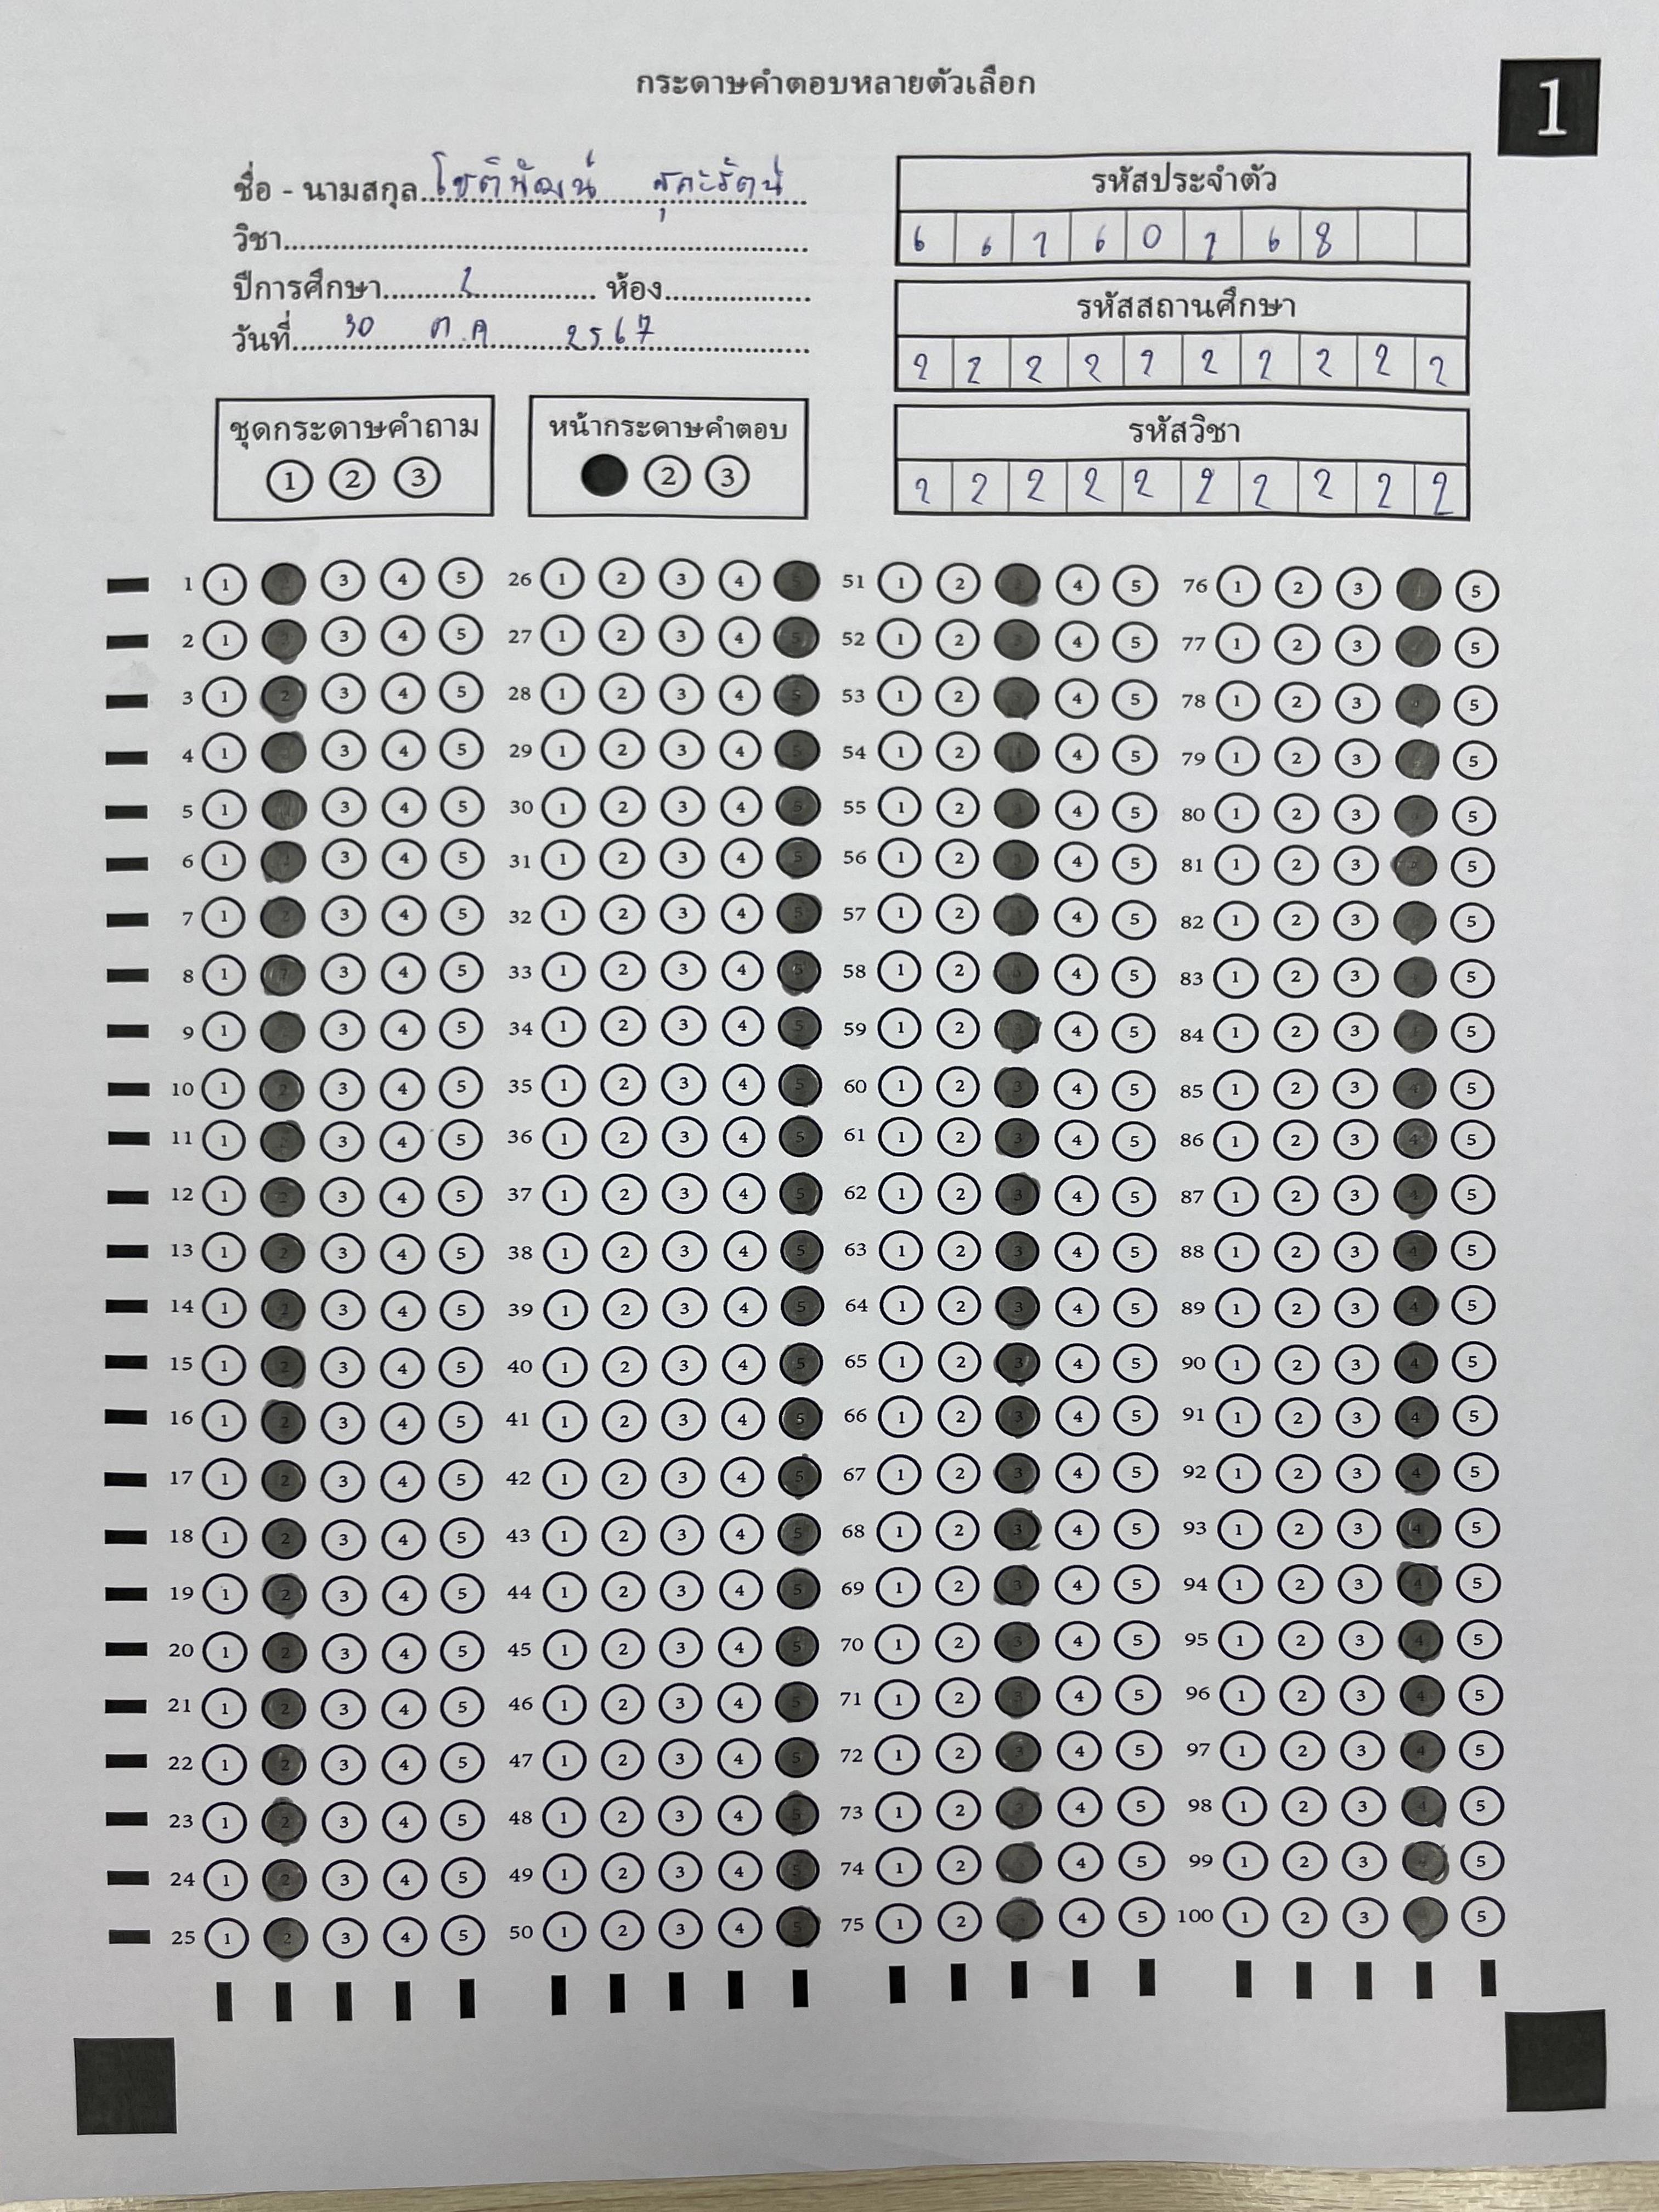 กระดาษคำตอบหลายตัวเลือก
1
ชื่อ - นามสกุล โชติพัฒน์
วิชา
ปีการศึกษา 2 ห้อง
วันที่ 30 ต.ค 2567
รหัสประจำตัว
6 6 1 6 0 1 6 8
รหัสสถานศึกษา
2 2 2 2 2 2 2 2 2 2
รหัสวิชา
2 2 2 2 2 2 2 2 2 2
ชุดกระดาษคำถาม
1 2 3
หน้ากระดาษคำตอบ
2 3
1 1 3 4 5 26 1 2 3 4 5 51 1 2 4 5 76 1 2 3 5
2 1 3 4 5 27 1 2 3 4 5 52 1 2 3 4 5 77 1 2 3 5
3 1 2 3 4 5 28 1 2 3 4 5 53 1 2 4 5 78 1 2 3 4 5
4 1 3 4 5 29 1 2 3 4 5 54 1 2 4 5 79 1 2 3 5
5 1 3 4 5 30 1 2 3 4 5 55 1 2 4 5 80 1 2 3 5
6 1 3 4 5 31 1 2 3 4 5 56 1 2 4 5 81 1 2 3 5
7 1 2 3 4 5 32 1 2 3 4 5 57 1 2 4 5 82 1 2 3 5
8 1 3 4 5 33 1 2 3 4 5 58 1 2 4 5 83 1 2 3 5
9 1 3 4 5 34 1 2 3 4 5 59 1 2 3 4 5 84 1 2 3 5
10 1 2 3 4 5 35 1 2 3 4 5 60 1 2 3 4 5 85 1 2 3 4 5
11 1 2 3 4 5 36 1 2 3 4 5 61 1 2 3 4 5 86 1 2 3 4 5
12 1 2 3 4 5 37 1 2 3 4 5 62 1 2 3 4 5 87 1 2 3 4 5
13 1 2 3 4 5 38 1 2 3 4 5 63 1 2 3 4 5 88 1 2 3 4 5
14 1 2 3 4 5 39 1 2 3 4 5 64 1 2 3 4 5 89 1 2 3 4 5
15 1 2 3 4 5 40 1 2 3 4 5 65 1 2 3 4 5 90 1 2 3 4 5
16 1 2 3 4 5 41 1 2 3 4 5 66 1 2 3 4 5 91 1 2 3 4 5
17 1 2 3 4 5 42 1 2 3 4 5 67 1 2 3 4 5 92 1 2 3 4 5
18 1 2 3 4 5 43 1 2 3 4 5 68 1 2 3 4 5 93 1 2 3 4 5
19 1 2 3 4 5 44 1 2 3 4 5 69 1 2 3 4 5 94 1 2 3 4 5
20 1 2 3 4 5 45 1 2 3 4 5 70 1 2 3 4 5 95 1 2 3 4 5
21 1 2 3 4 5 46 1 2 3 4 5 71 1 2 3 4 5 96 1 2 3 4 5
22 1 2 3 4 5 47 1 2 3 4 5 72 1 2 3 4 5 97 1 2 3 4 5
23 1 2 3 4 5 48 1 2 3 4 5 73 1 2 3 4 5 98 1 2 3 4 5
24 1 2 3 4 5 49 1 2 3 4 5 74 1 2 4 5 99 1 2 3 4 5
25 1 2 3 4 5 50 1 2 3 4 5 75 1 2 4 5 100 1 2 3 5